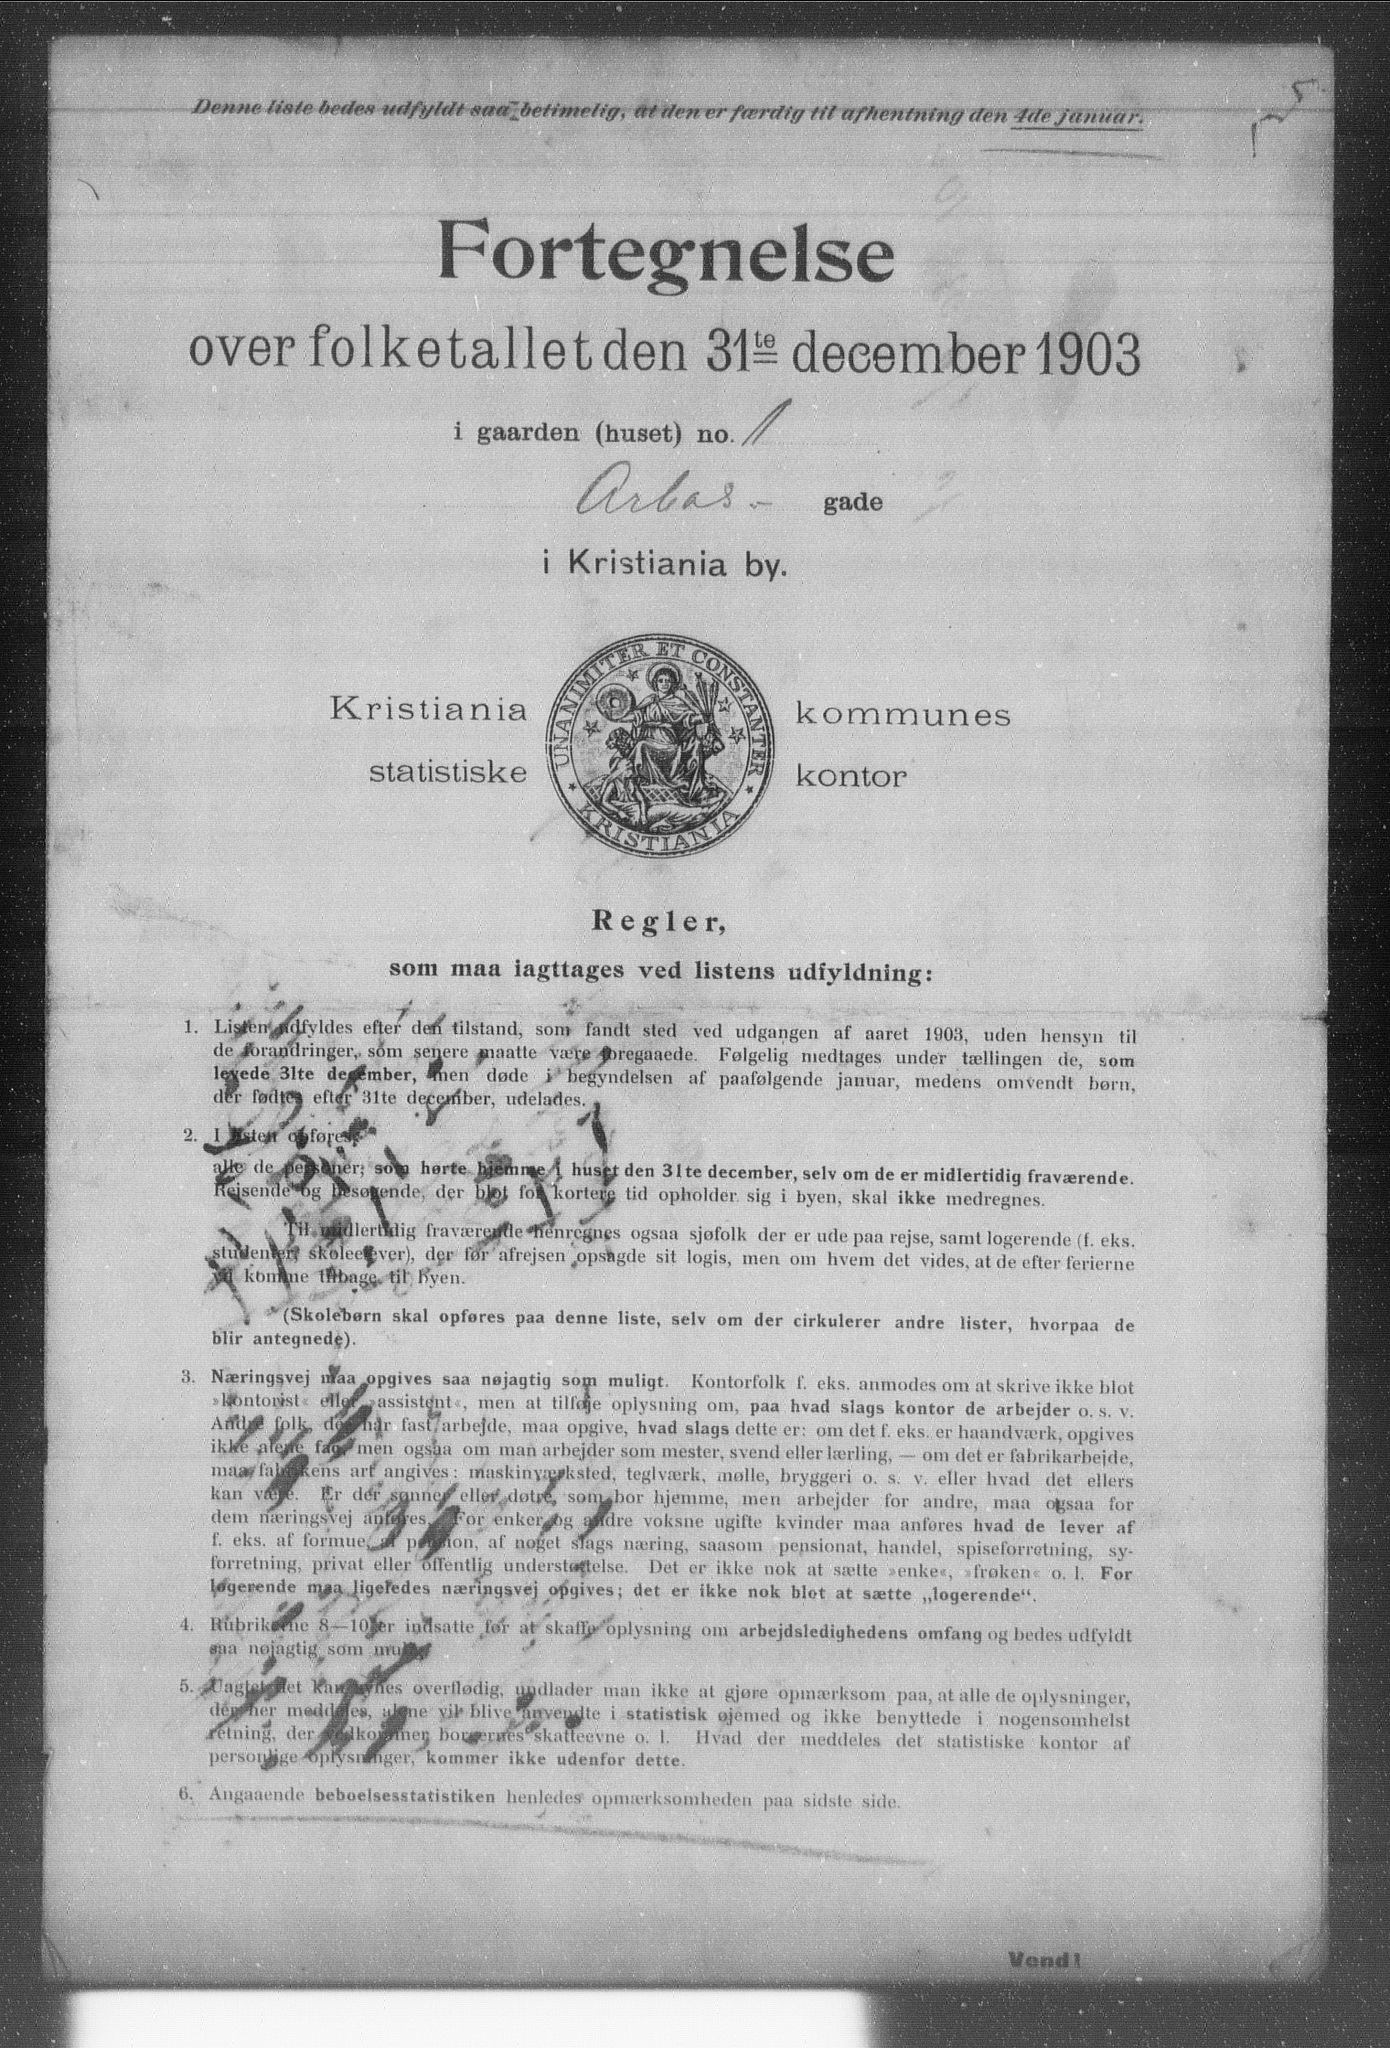 5
Denne liste bedes udfyldt saa betimelig, at den er færdig til afhentning den 4de januar.
Fortegnelse
over folketallet den 31te december 1903
i gaarden (huset) no. 1
Arbos- gade
i Kristiania by.
UNANIMITER ET CONSTANTER
KRISTIANIA
Kristiania kommunes
statistiske kontor
Regler,
som maa iagttages ved listens udfyldning:
1. Listen udfyldes efter den tilstand, som fandt sted ved udgangen af aaret 1903, uden hensyn til
de forandringer, som senere maatte være foregaaede. Følgelig medtages under tællingen de, som
levede 31te december, men døde i begyndelsen af paafølgende januar, medens omvendt børn,
der fødtes efter 31te december, udelades.
2. I listen opføres:
alle de personer, som hørte hjemme i huset den 31te december, selv om de er midlertidig fraværende.
Rejsende og besøgende, der blot for kortere tid opholder sig i byen, skal ikke medregnes.
Til midlertidig fraværende henregnes ogsaa sjøfolk der er ude paa rejse, samt logerende (f. eks.
studenter, skoleelever), der før afrejsen opsagde sit logis, men om hvem det vides, at de efter ferierne
vil komme tilbage til byen.
(Skolebørn skal opføres paa denne liste, selv om der cirkulerer andre lister, hvorpaa de
blir antegnede).
3. Næringsvej maa opgives saa nøjagtig som muligt. Kontorfolk f. eks. anmodes om at skrive ikke blot
»kontorist« eller »assistent«, men at tilføje oplysning om, paa hvad slags kontor de arbejder o. s. v.
Andre folk, der har fast arbejde, maa opgive, hvad slags dette er: om det f. eks. er haandværk, opgives
ikke alene fag, men ogsaa om man arbejder som mester, svend eller lærling, — om det er fabrikarbejde,
maa fabrikens art angives: maskinværksted, teglværk, mølle, bryggeri o. s. v. eller hvad det ellers
kan være. Er der sønner eller døtre, som bor hjemme, men arbejder for andre, maa ogsaa for
dem næringsvej anføres. For enker og andre voksne ugifte kvinder maa anføres hvad de lever af
f. eks. af formue, af pension, af noget slags næring, saasom pensionat, handel, spiseforretning, sy-
forretning, privat eller offentlig understøttelse. Det er ikke nok at sætte »enke«, »frøken« o. l. For
logerende maa ligeledes næringsvej opgives; det er ikke nok blot at sætte „logerende“.
4. Rubrikerne 8—10 er indsatte for at skaffe oplysning om arbejdsledighedens omfang og bedes udfyldt
saa nøjagtig som mulig.
5. Uagtet det kan synes overflødig, undlader man ikke at gjøre opmærksom paa, at alle de oplysninger,
der her meddeles, alene vil blive anvendte i statistisk øjemed og ikke benyttede i nogensomhelst
retning, der vedkommer borgernes skatteevne o. l. Hvad der meddeles det statistiske kontor af
personlige oplysninger, kommer ikke udenfor dette.
6. Angaaende beboelsesstatistiken henledes opmærksomheden paa sidste side.
Vend!